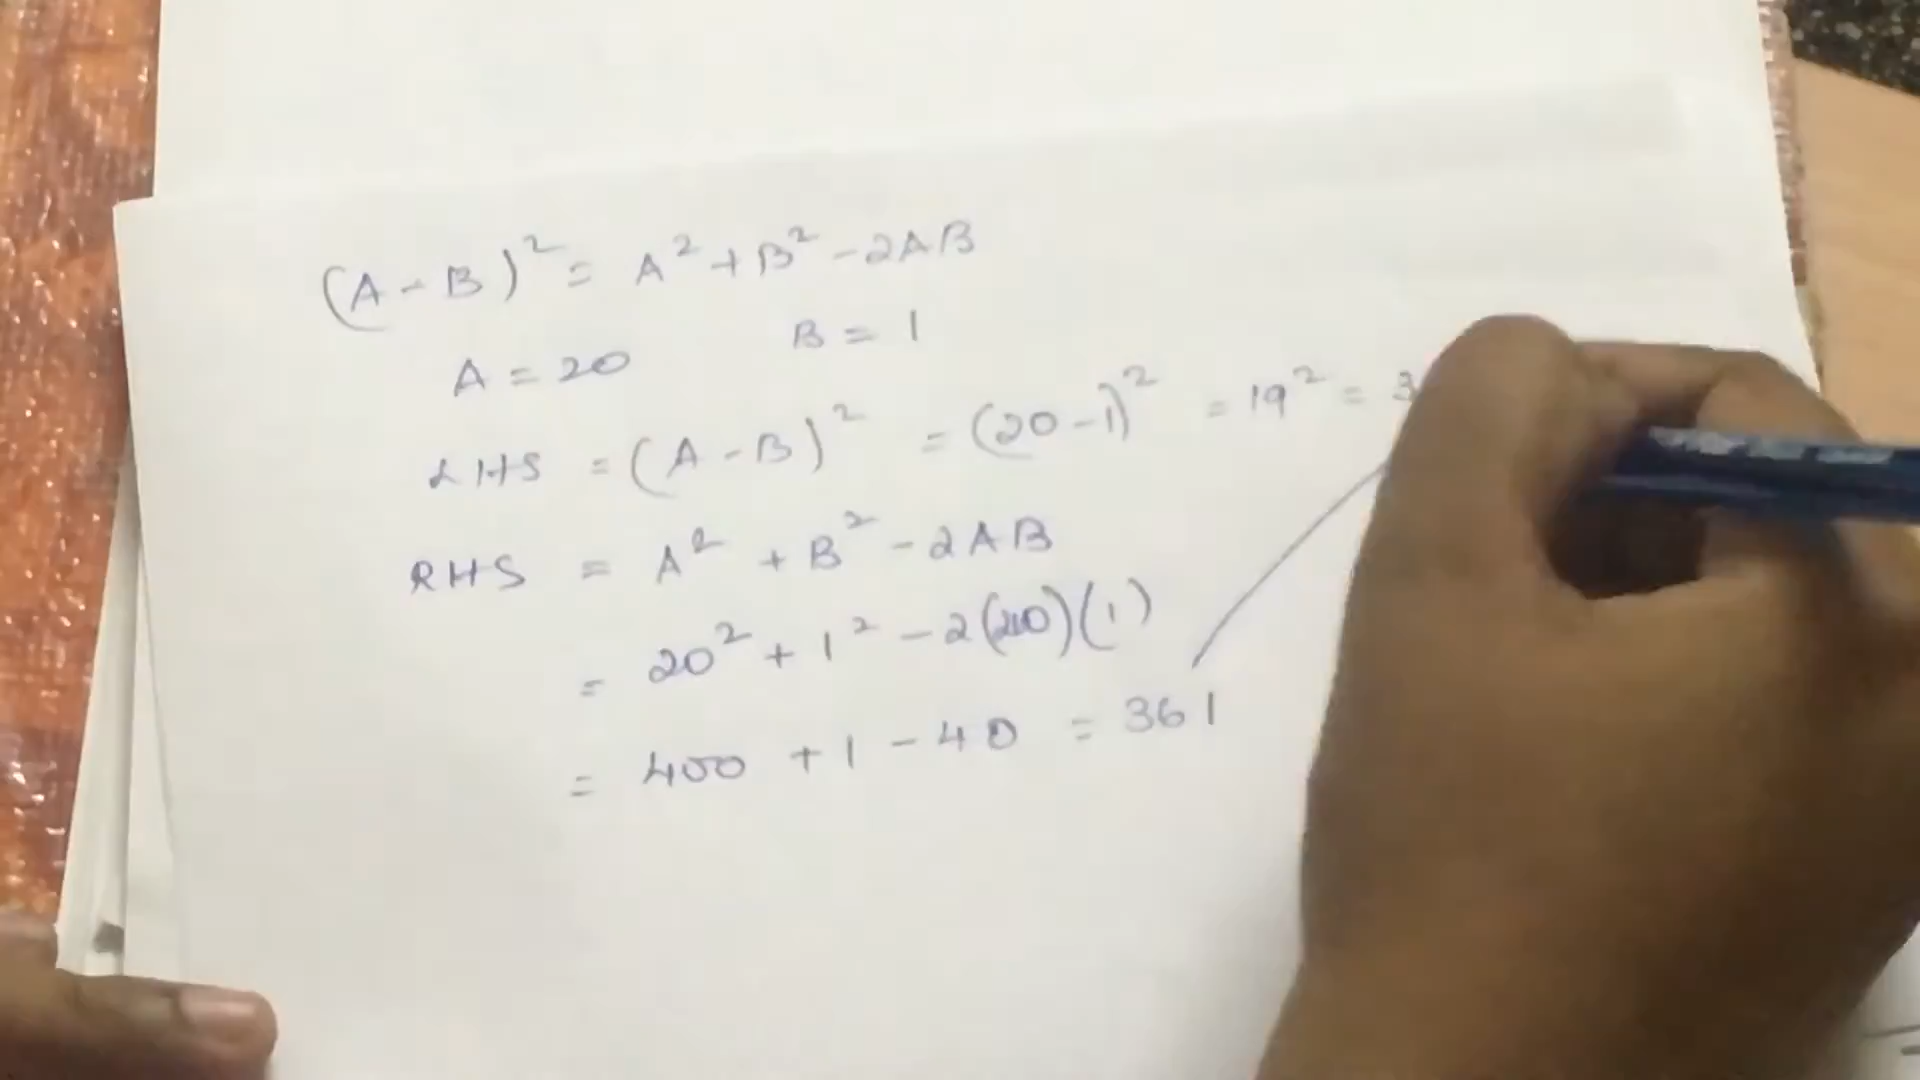 (A-B)² = A² + B² - 2AB
A = 20 B = 1
LHS = (A-B)² = (20-1)² = 19² = 3
RHS = A² + B² - 2AB
= 20² + 1² - 2(20)(1)
= 400 + 1 - 40 = 361